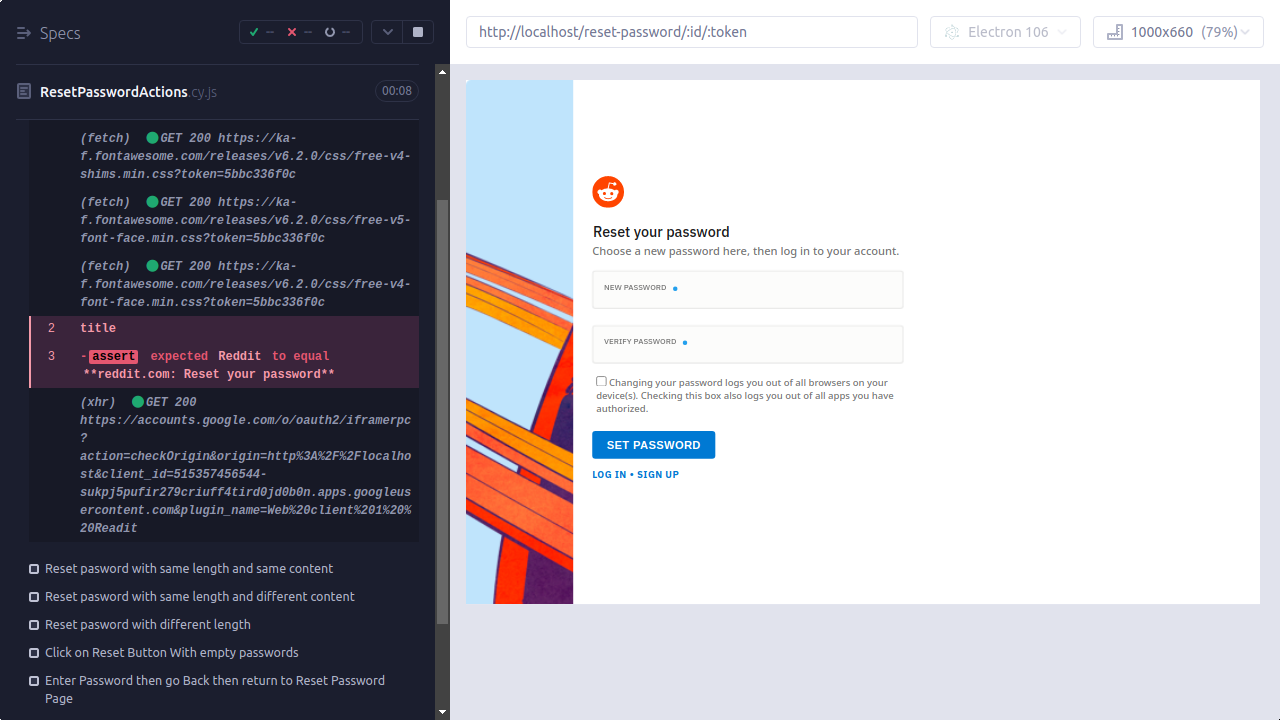 Specs
--
--
--
ResetPasswordActions.cy.js
00:08
(fetch) GET 200 https://ka-
f.fontawesome.com/releases/v6.2.0/css/free-v4-
shims.min.css?token=5bbc336f0c
(fetch) GET 200 https://ka-
f.fontawesome.com/releases/v6.2.0/css/free-v5-
font-face.min.css?token=5bbc336f0c
(fetch) GET 200 https://ka-
f.fontawesome.com/releases/v6.2.0/css/free-v4-
font-face.min.css?token=5bbc336f0c
2 title
3 -assert expected Reddit to equal
**reddit.com: Reset your password**
(xhr) GET 200
https://accounts.google.com/o/oauth2/iframerpc
?
action=checkOrigin&origin=http%3A%2F%2Flocalho
st&client_id=515357456544-
sukpj5pufir279criuff4tird0jd0b0n.apps.googleus
ercontent.com&plugin_name=Web%20client%201%20%
20Readit
Reset pasword with same length and same content
Reset pasword with same length and different content
Reset pasword with different length
Click on Reset Button With empty passwords
Enter Password then go Back then return to Reset Password
Page
http://localhost/reset-password/:id/:token
Electron 106
1000x660 (79%)
Reset your password
Choose a new password here, then log in to your account.
NEW PASSWORD
VERIFY PASSWORD
Changing your password logs you out of all browsers on your
device(s). Checking this box also logs you out of all apps you have
authorized.
SET PASSWORD
LOG IN • SIGN UP